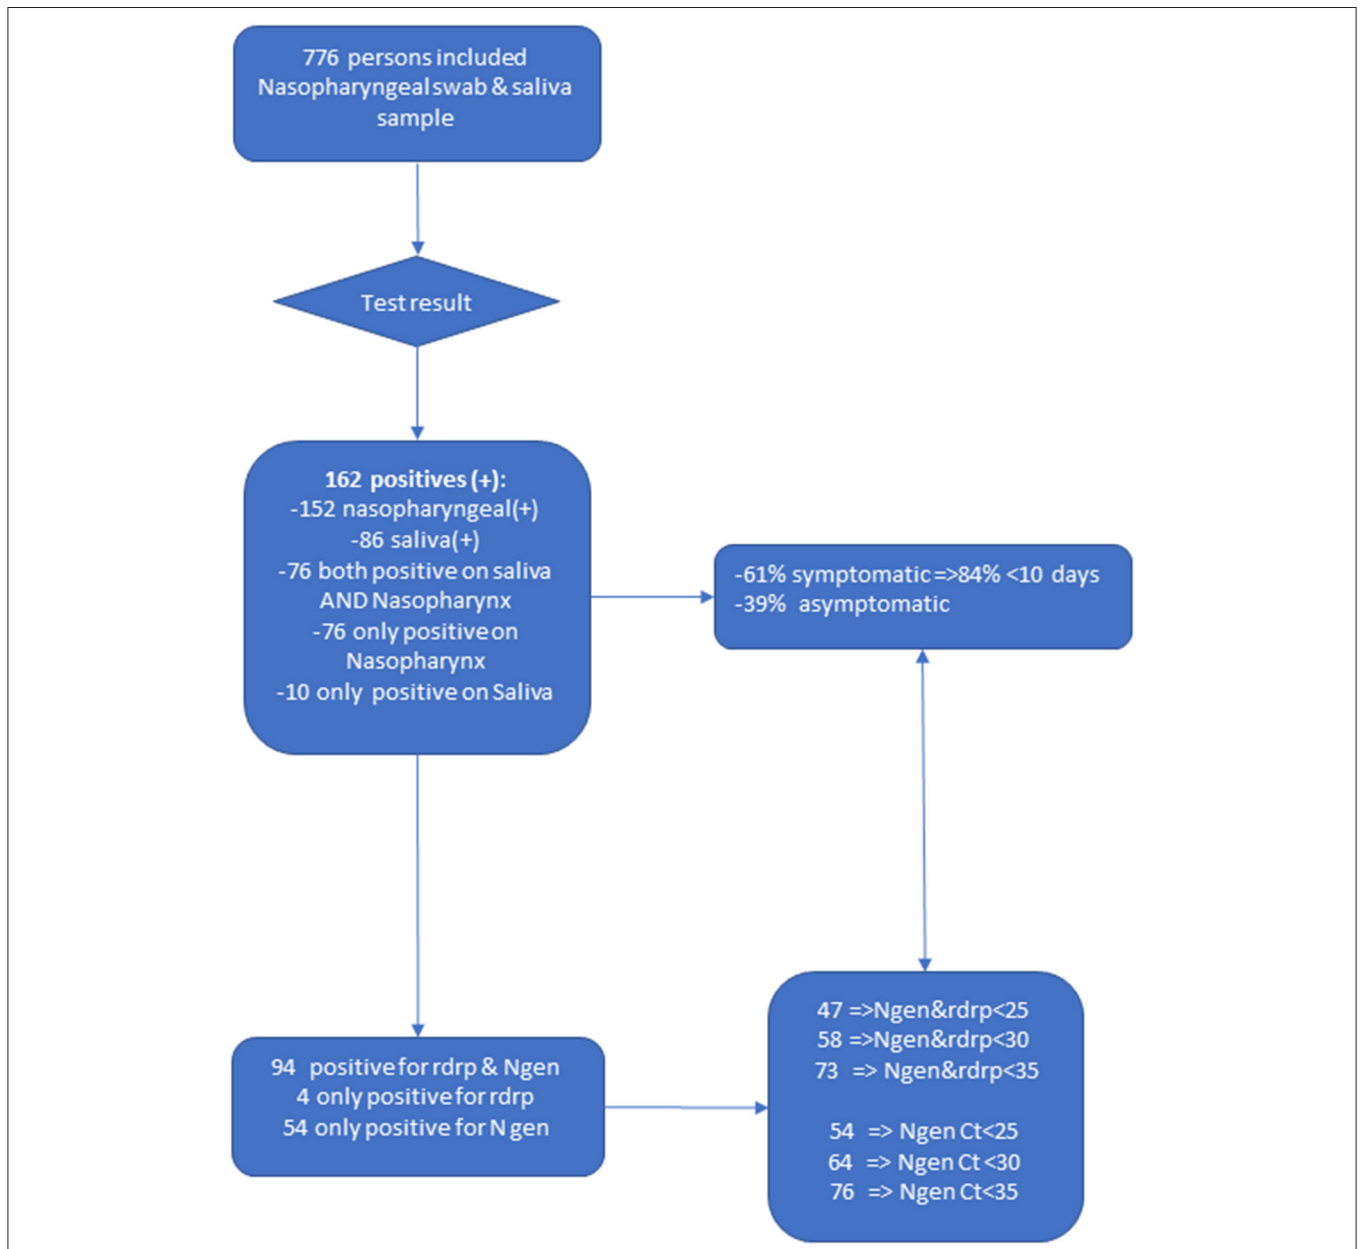 776 persons included
Nasopharyngeal swab & saliva
sample
Test result
162 positives (+):
-152 nasopharyngeal(+)
-86 saliva(+)
-76 both positive on saliva
AND Nasopharynx
-76 only positive on
Nasopharynx
-10 only positive on Saliva
-61% symptomatic=>84% <10 days
-39% asymptomatic
94 positive for rdrp & Ngen
4 only positive for rdrp
54 only positive for N gen
47 =>Ngen&rdrp<25
58 =>Ngen&rdrp<30
73 => Ngen&rdrp<35
54 => Ngen Ct<25
64 => Ngen Ct <30
76 => Ngen Ct<35